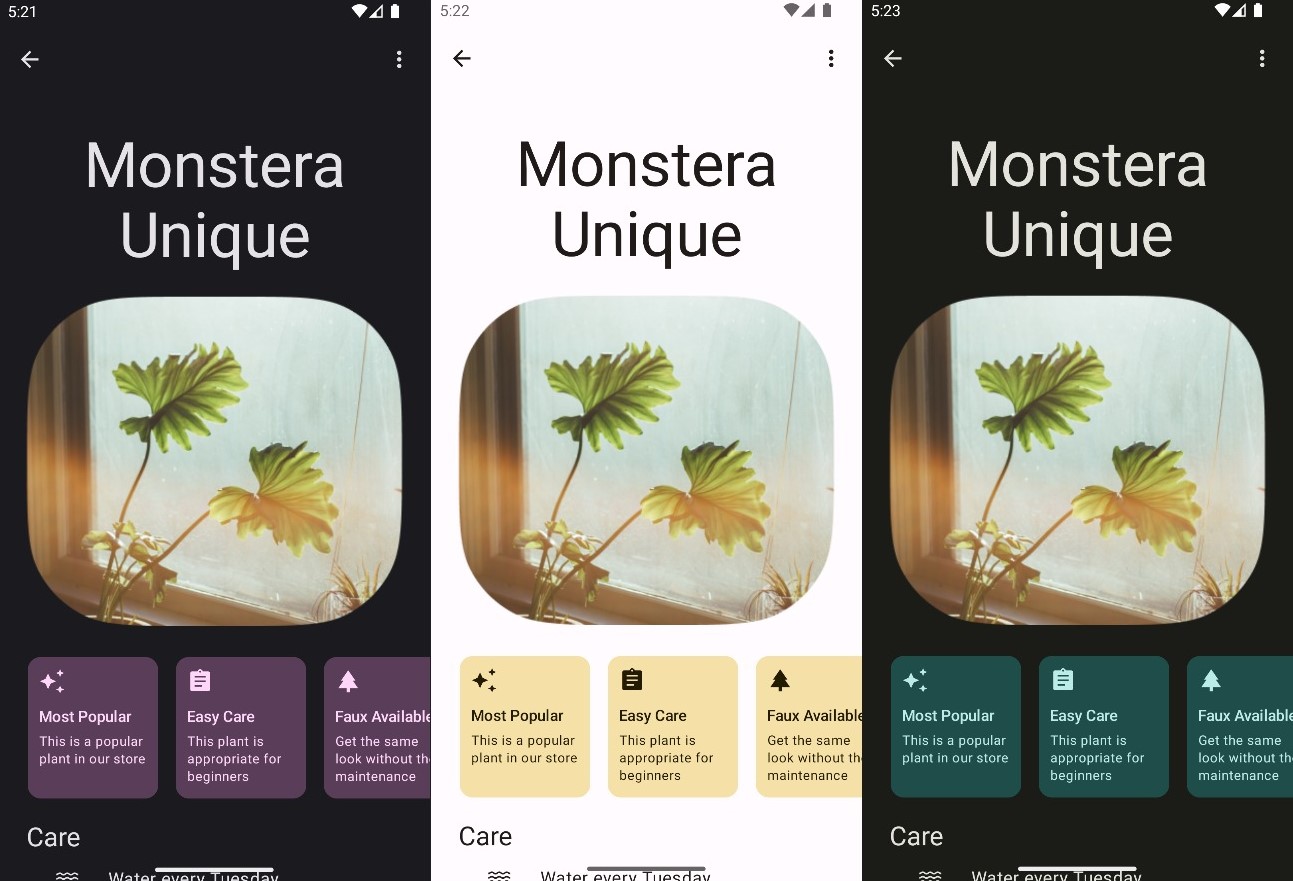 5:21
Monstera
Unique
Most Popular
This is a popular
plant in our store
Easy Care
This plant is
appropriate for
beginners
Faux Available
Get the same
look without th
maintenance
Care
Water every Tuesday
5:22
Monstera
Unique
Most Popular
This is a popular
plant in our store
Easy Care
This plant is
appropriate for
beginners
Faux Available
Get the same
look without the
maintenance
Care
Water every Tuesday
5:23
Monstera
Unique
Most Popular
This is a popular
plant in our store
Easy Care
This plant is
appropriate for
beginners
Faux Available
Get the same
look without th
maintenance
Care
Water every Tuesday